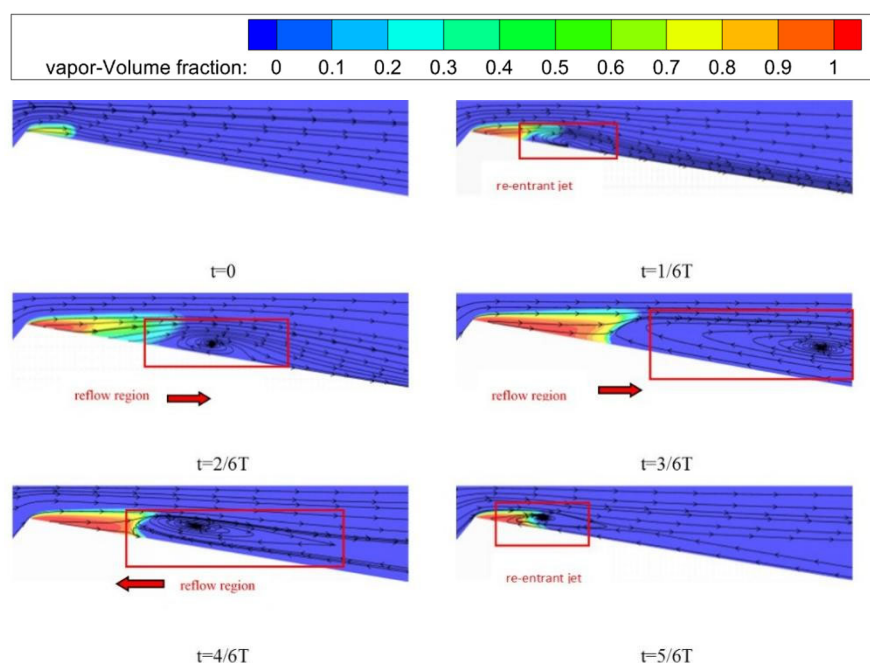 vapor-Volume fraction: 0 0.1 0.2 0.3 0.4 0.5 0.6 0.7 0.8 0.9 1
re-entrant jet
t=0
t=1/6T
reflow region
reflow region
t=2/6T
t=3/6T
reflow region
re-entrant jet
t=4/6T
t=5/6T